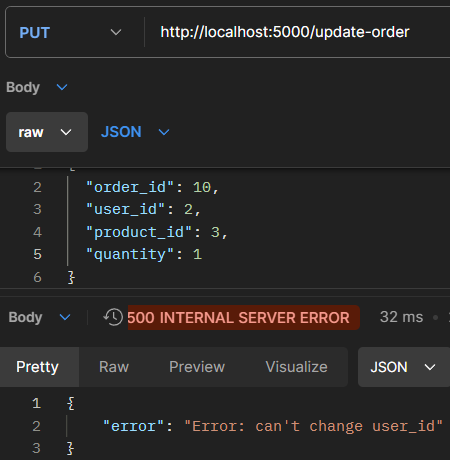 PUT http://localhost:5000/update-order
Body
raw JSON
1 {
2 "order_id": 10,
3 "user_id": 2,
4 "product_id": 3,
5 "quantity": 1
6 }
Body 500 INTERNAL SERVER ERROR 32 ms
Pretty Raw Preview Visualize JSON
1 {
2 "error": "Error: can't change user_id"
3 }